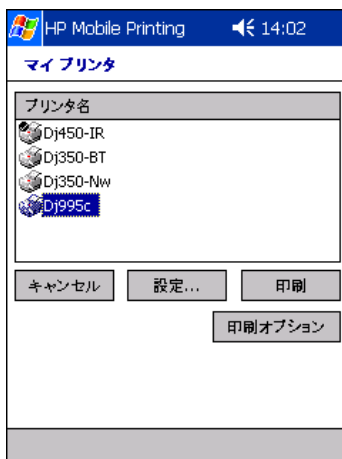 HP Mobile Printing 14:02
マイ プリンタ
プリンタ名
Dj450-IR
Dj350-BT
Dj350-Nw
Dj995c
キャンセル 設定... 印刷
印刷オプション